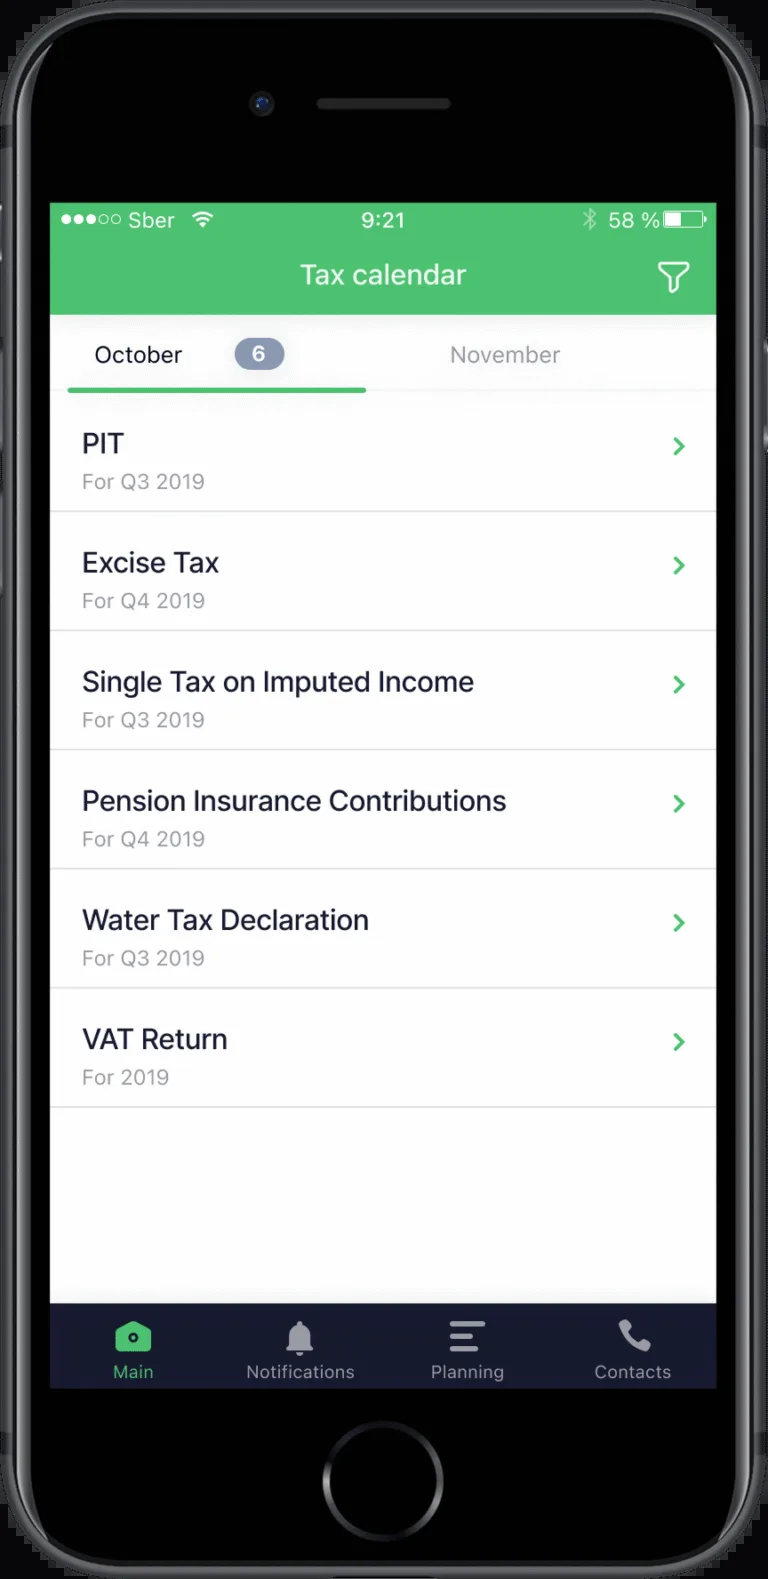 Sber 9:21 58 %
Tax calendar
October 6 November
PIT
For Q3 2019
Excise Tax
For Q4 2019
Single Tax on Imputed Income
For Q3 2019
Pension Insurance Contributions
For Q4 2019
Water Tax Declaration
For Q3 2019
VAT Return
For 2019
Main Notifications Planning Contacts